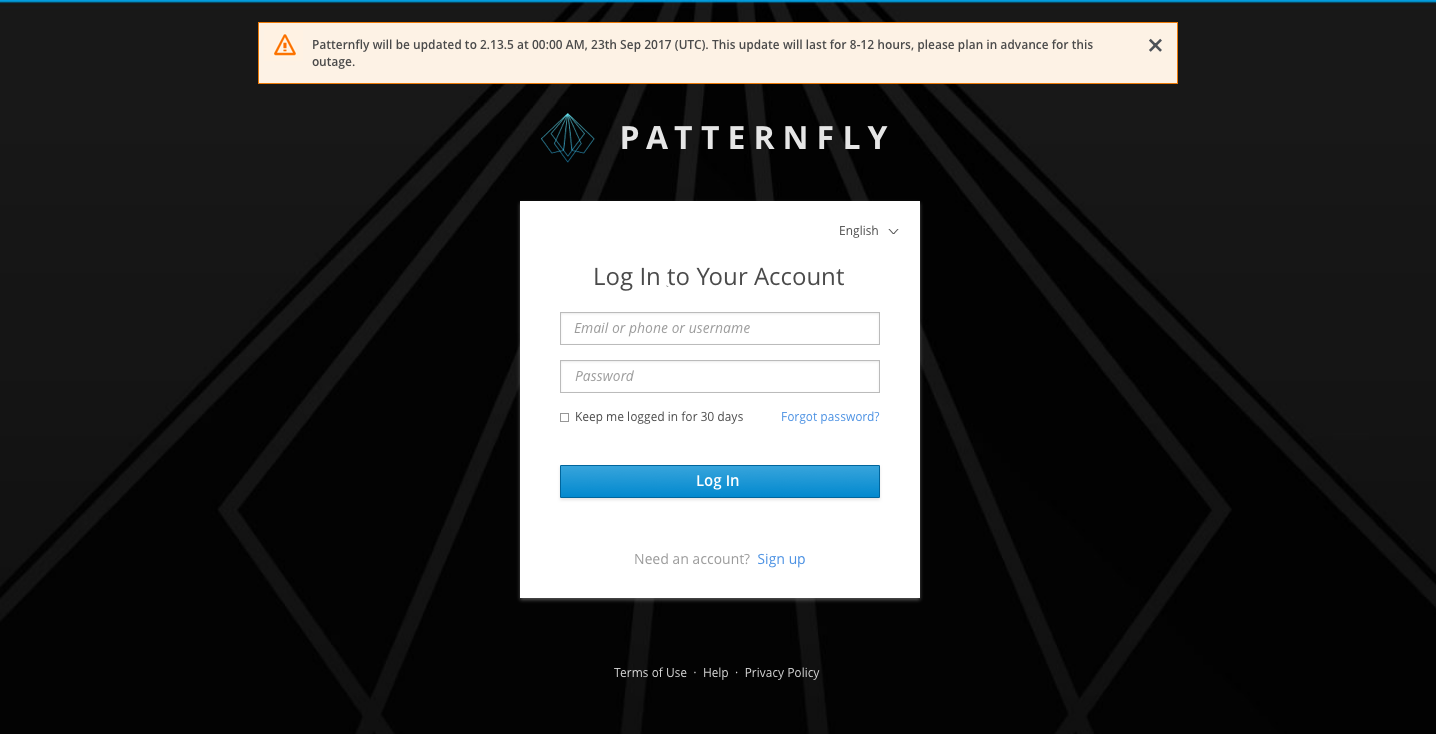 Patternfly will be updated to 2.13.5 at 00:00 AM, 23th Sep 2017 (UTC). This update will last for 8-12 hours, please plan in advance for this
outage.
PATTERNFLY
English
Log In to Your Account
Email or phone or username
Password
Keep me logged in for 30 days Forgot password?
Log In
Need an account? Sign up
Terms of Use · Help · Privacy Policy